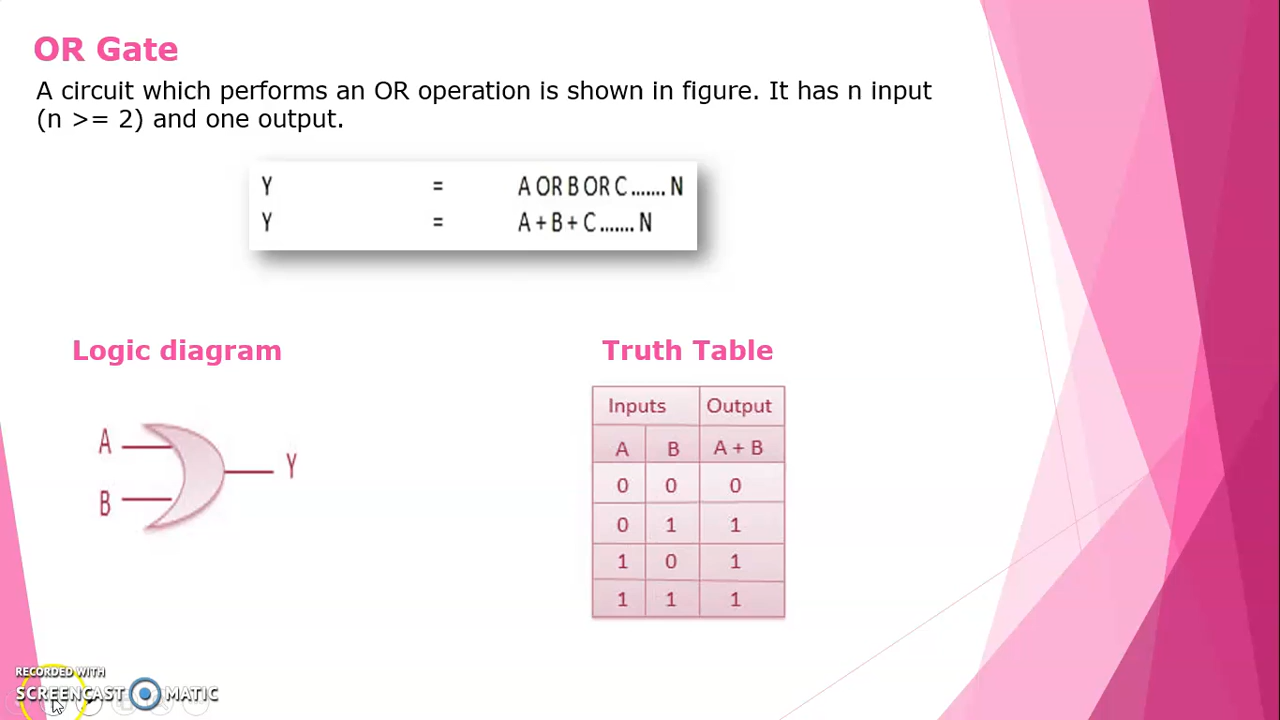 OR Gate
A circuit which performs an OR operation is shown in figure. It has n input
(n >= 2) and one output.
Y = A OR B OR C ....... N
Y = A + B + C ....... N
Logic diagram
A
B
Y
Truth Table
Inputs Output
A B A + B
0 0 0
0 1 1
1 0 1
1 1 1
RECORDED WITH
SCREENCAST MATIC